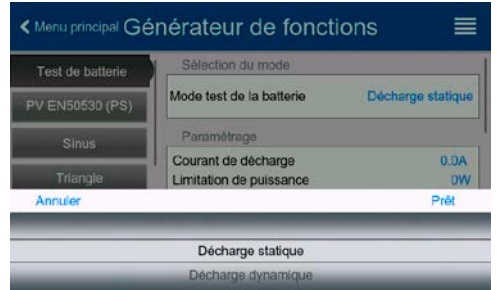 Menu principal Générateur de fonctions
Test de batterie
Sélection du mode
Mode test de la batterie Décharge statique
PV EN50530 (PS)
Sinus
Paramétrage
Courant de décharge 0.0A
Triangle
Limitation de puissance 0W
Annuler Prêt
Décharge statique
Décharge dynamique